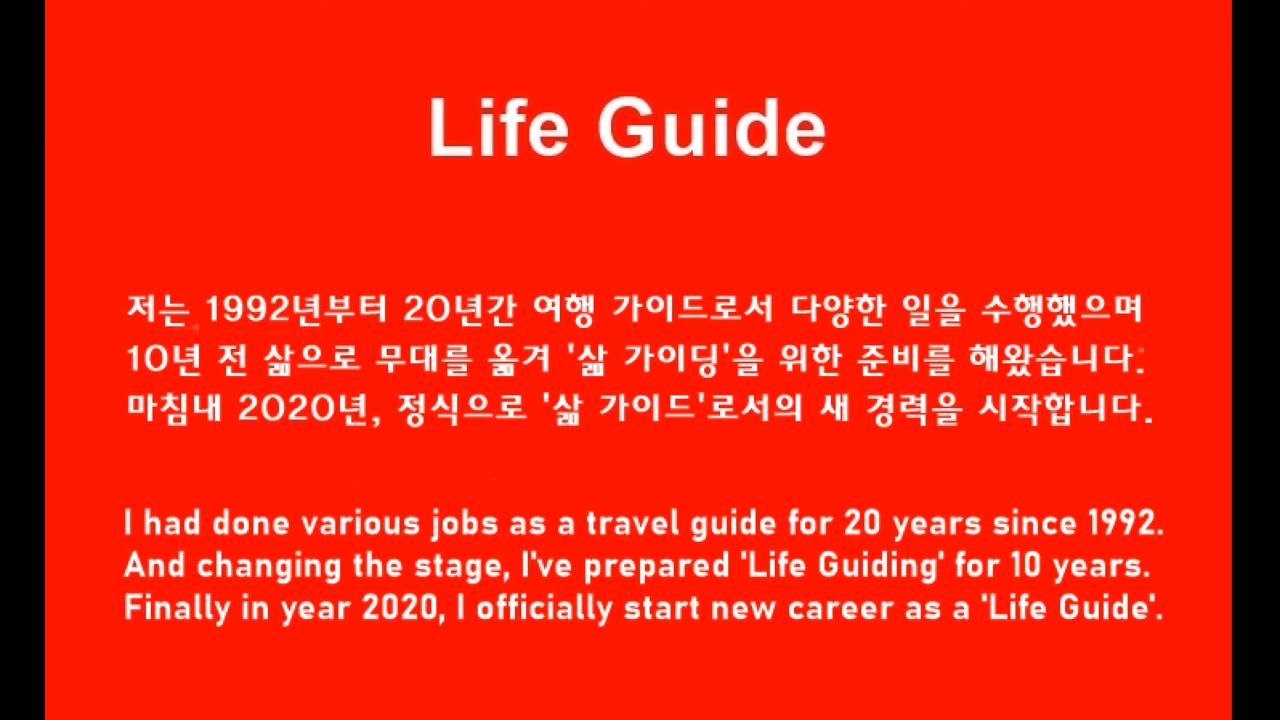 Life Guide
저는 1992년부터 20년간 여행 가이드로서 다양한 일을 수행했으며
10년 전 삶으로 무대를 옮겨 '삶 가이딩'을 위한 준비를 해왔습니다.
마침내 2020년, 정식으로 '삶 가이드'로서의 새 경력을 시작합니다.
I had done various jobs as a travel guide for 20 years since 1992.
And changing the stage, I've prepared 'Life Guiding' for 10 years.
Finally in year 2020, I officially start new career as a 'Life Guide'.